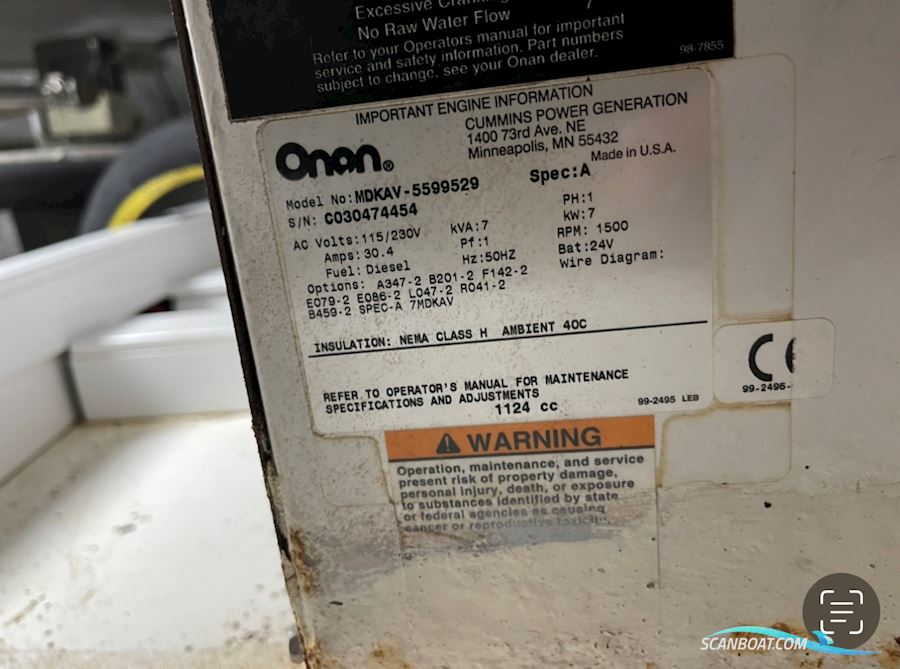 Excessive
No Raw Water Flow
Refer to your Operators manual for important
service and safety information. Part numbers
subject to change, see your Onan dealer.
98-7855
IMPORTANT ENGINE INFORMATION
Onan®
CUMMINS POWER GENERATION
1400 73rd Ave. NE
Minneapolis, MN 55432
Made in U.S.A.
Model No:MDKAV-5599529
Spec:A
S/N: C030474454
PH:1
AC Volts:115/230V kVA:7 KW:7
Amps:30.4 Pf:1 RPM: 1500
Fuel: Diesel Hz:50HZ Bat:24V
Wire Diagram:
Options: A347-2 B201-2 F142-2
E079-2 E086-2 L047-2 R041-2
B459-2 SPEC-A 7MDKAV
INSULATION: NEMA CLASS H AMBIENT 40C
REFER TO OPERATOR'S MANUAL FOR MAINTENANCE
SPECIFICATIONS AND ADJUSTMENTS
1124 cc
99-2495 LEB
CE
99-2495-
WARNING
Operation, maintenance, and service
present risk of property damage,
personal injury, death, or exposure
to substances identified by state
or federal agencies as causing
cancer or reproductive toxicity.
SCANBOAT.COM